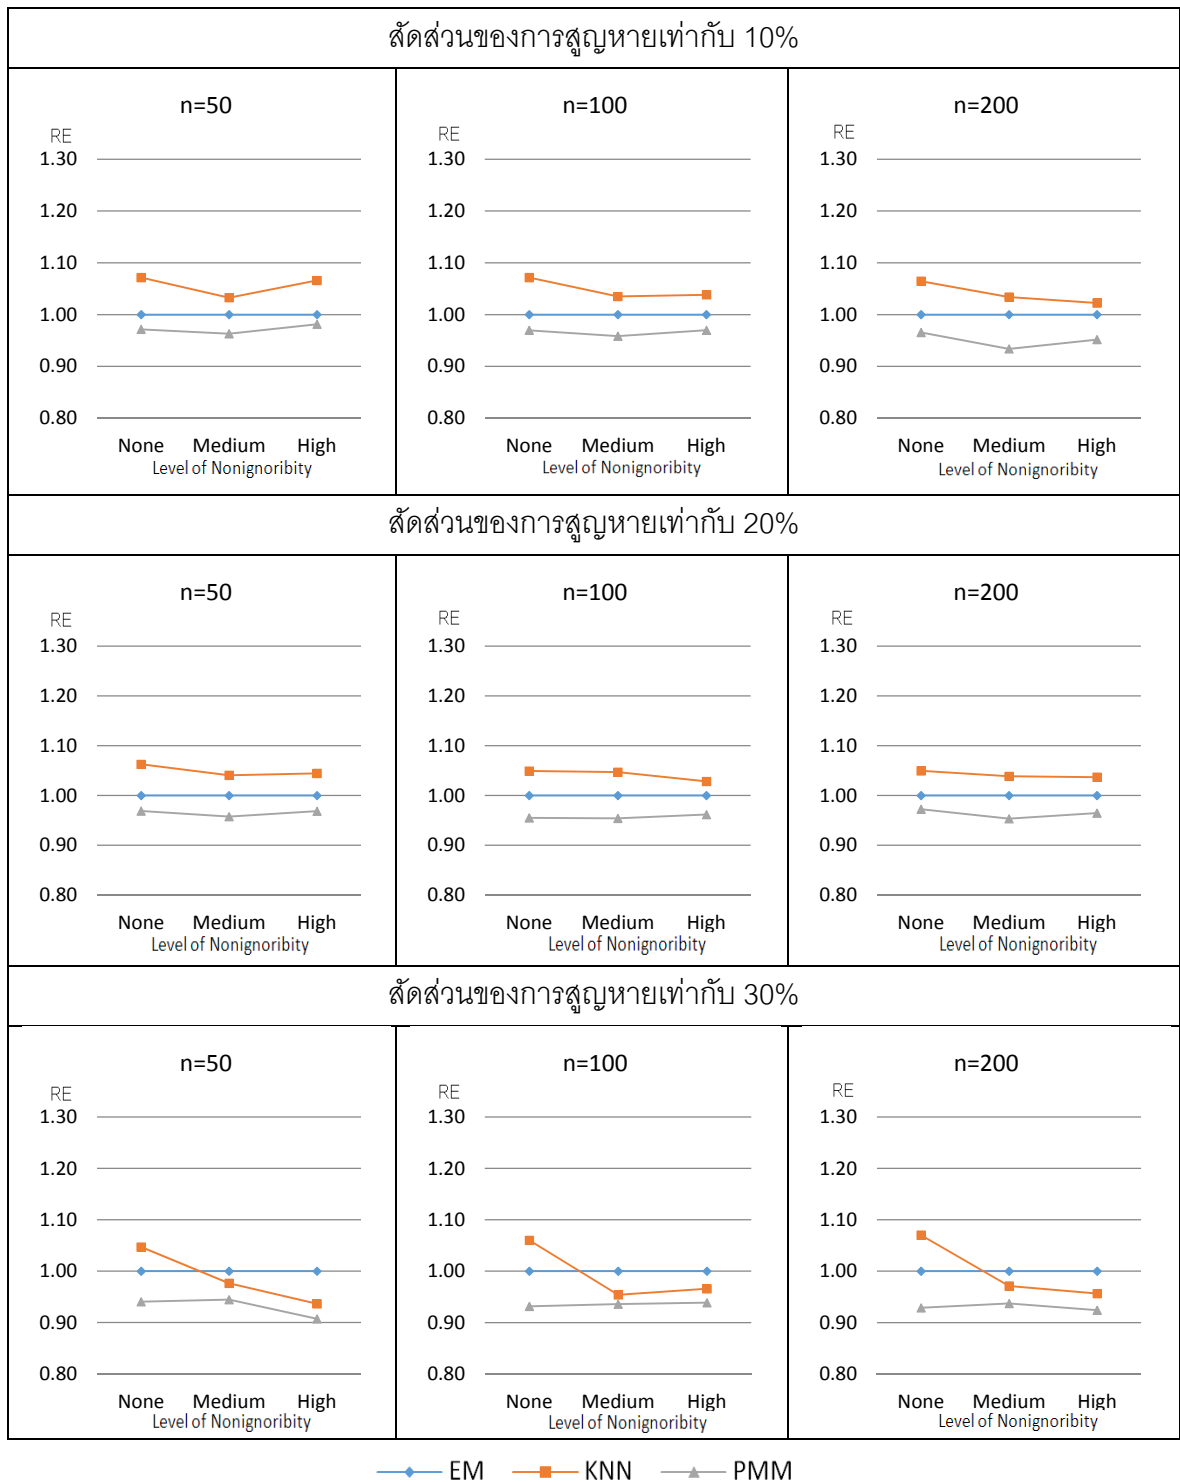 สัดส่วนของการสูญหายเท่ากับ 10%
n=50
RE
1.30
1.20
1.10
1.00
0.90
0.80
None Medium High
Level of Nonignoribity
n=100
RE
1.30
1.20
1.10
1.00
0.90
0.80
None Medium High
Level of Nonignoribity
n=200
RE
1.30
1.20
1.10
1.00
0.90
0.80
None Medium High
Level of Nonignoribity
สัดส่วนของการสูญหายเท่ากับ 20%
n=50
RE
1.30
1.20
1.10
1.00
0.90
0.80
None Medium High
Level of Nonignoribity
n=100
RE
1.30
1.20
1.10
1.00
0.90
0.80
None Medium High
Level of Nonignoribity
n=200
RE
1.30
1.20
1.10
1.00
0.90
0.80
None Medium High
Level of Nonignoribity
สัดส่วนของการสูญหายเท่ากับ 30%
n=50
RE
1.30
1.20
1.10
1.00
0.90
0.80
None Medium High
Level of Nonignoribity
n=100
RE
1.30
1.20
1.10
1.00
0.90
0.80
None Medium High
Level of Nonignoribity
n=200
RE
1.30
1.20
1.10
1.00
0.90
0.80
None Medium High
Level of Nonignoribity
EM KNN PMM